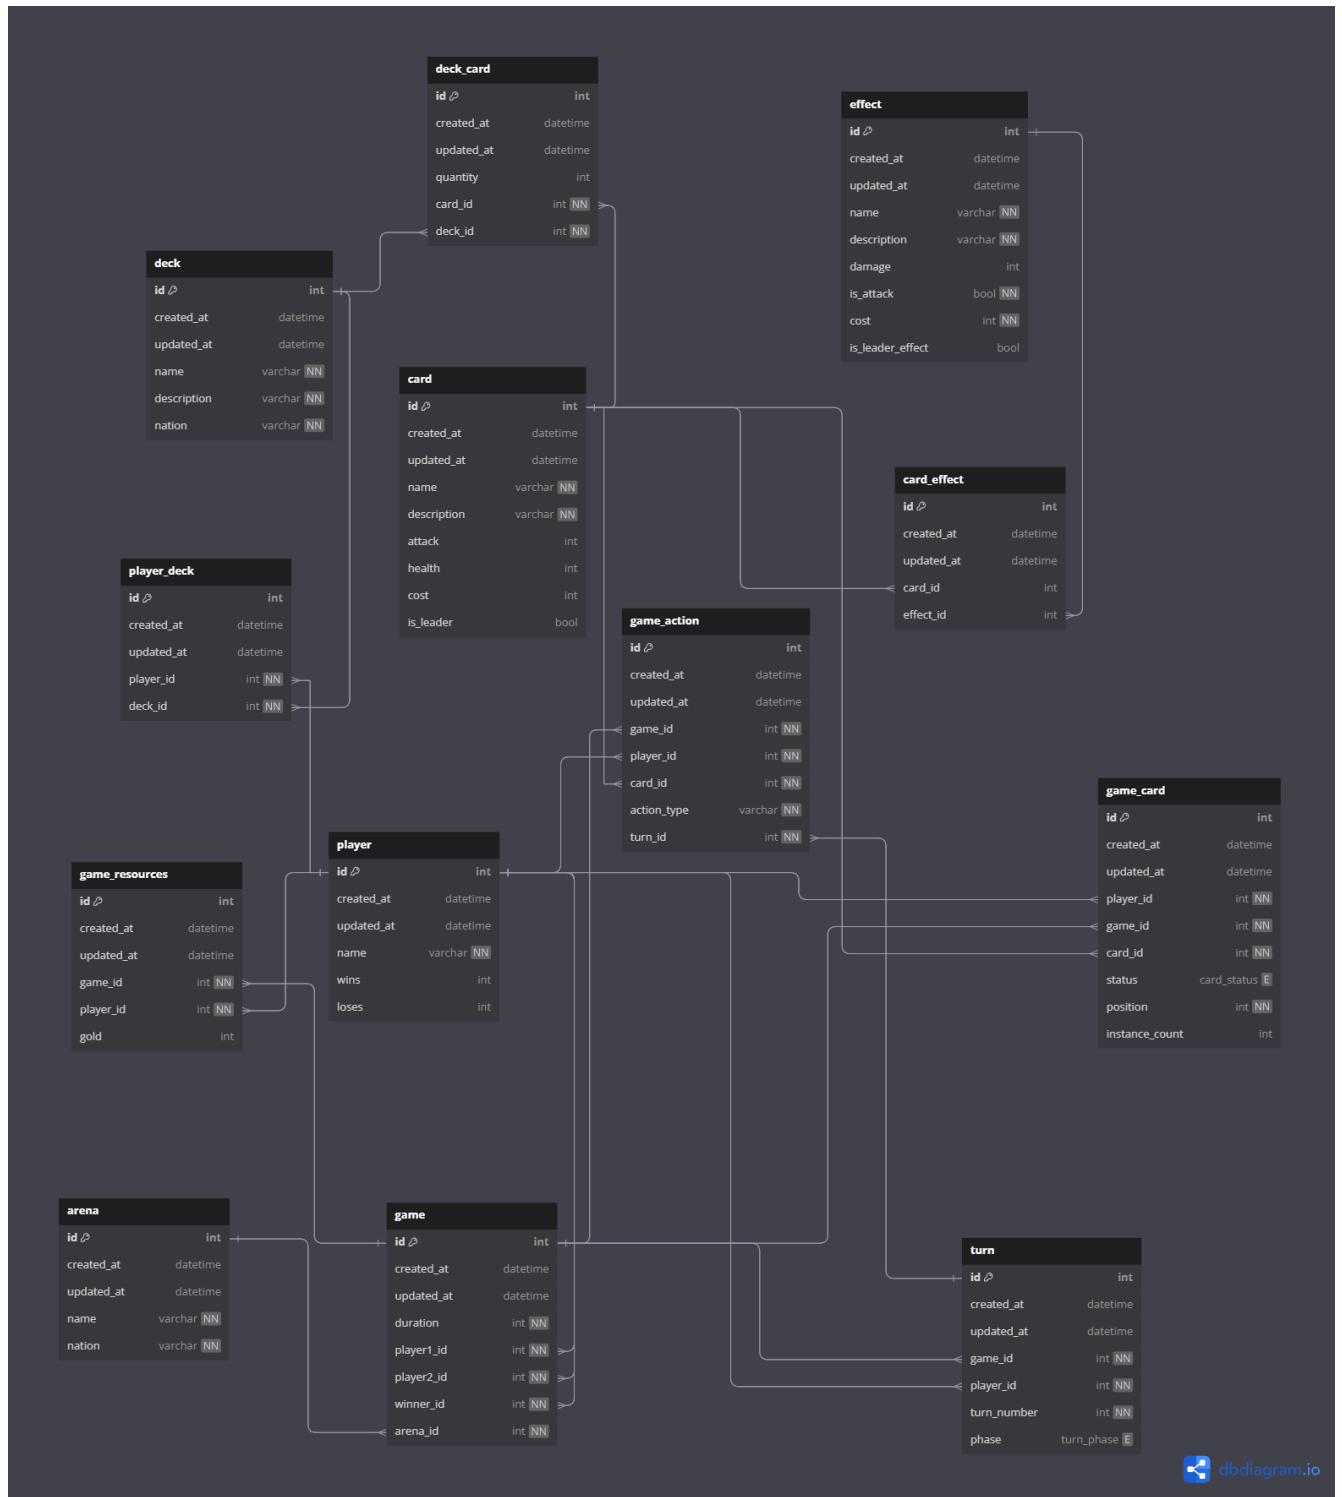 deck_card
id int
created_at datetime
updated_at datetime
quantity int
card_id int NN
deck_id int NN
effect
id int
created_at datetime
updated_at datetime
name varchar NN
description varchar NN
damage int
is_attack bool NN
cost int NN
is_leader_effect bool
deck
id int
created_at datetime
updated_at datetime
name varchar NN
description varchar NN
nation varchar NN
card
id int
created_at datetime
updated_at datetime
name varchar NN
description varchar NN
attack int
health int
cost int
is_leader bool
card_effect
id int
created_at datetime
updated_at datetime
card_id int
effect_id int
player_deck
id int
created_at datetime
updated_at datetime
player_id int NN
deck_id int NN
game_action
id int
created_at datetime
updated_at datetime
game_id int NN
player_id int NN
card_id int NN
action_type varchar NN
turn_id int NN
game_card
id int
created_at datetime
updated_at datetime
player_id int NN
game_id int NN
card_id int NN
status card_status E
position int NN
instance_count int
player
id int
created_at datetime
updated_at datetime
name varchar NN
wins int
loses int
game_resources
id int
created_at datetime
updated_at datetime
game_id int NN
player_id int NN
gold int
arena
id int
created_at datetime
updated_at datetime
name varchar NN
nation varchar NN
game
id int
created_at datetime
updated_at datetime
duration int NN
player1_id int NN
player2_id int NN
winner_id int NN
arena_id int NN
turn
id int
created_at datetime
updated_at datetime
game_id int NN
player_id int NN
turn_number int NN
phase turn_phase E
dbdiagram.io